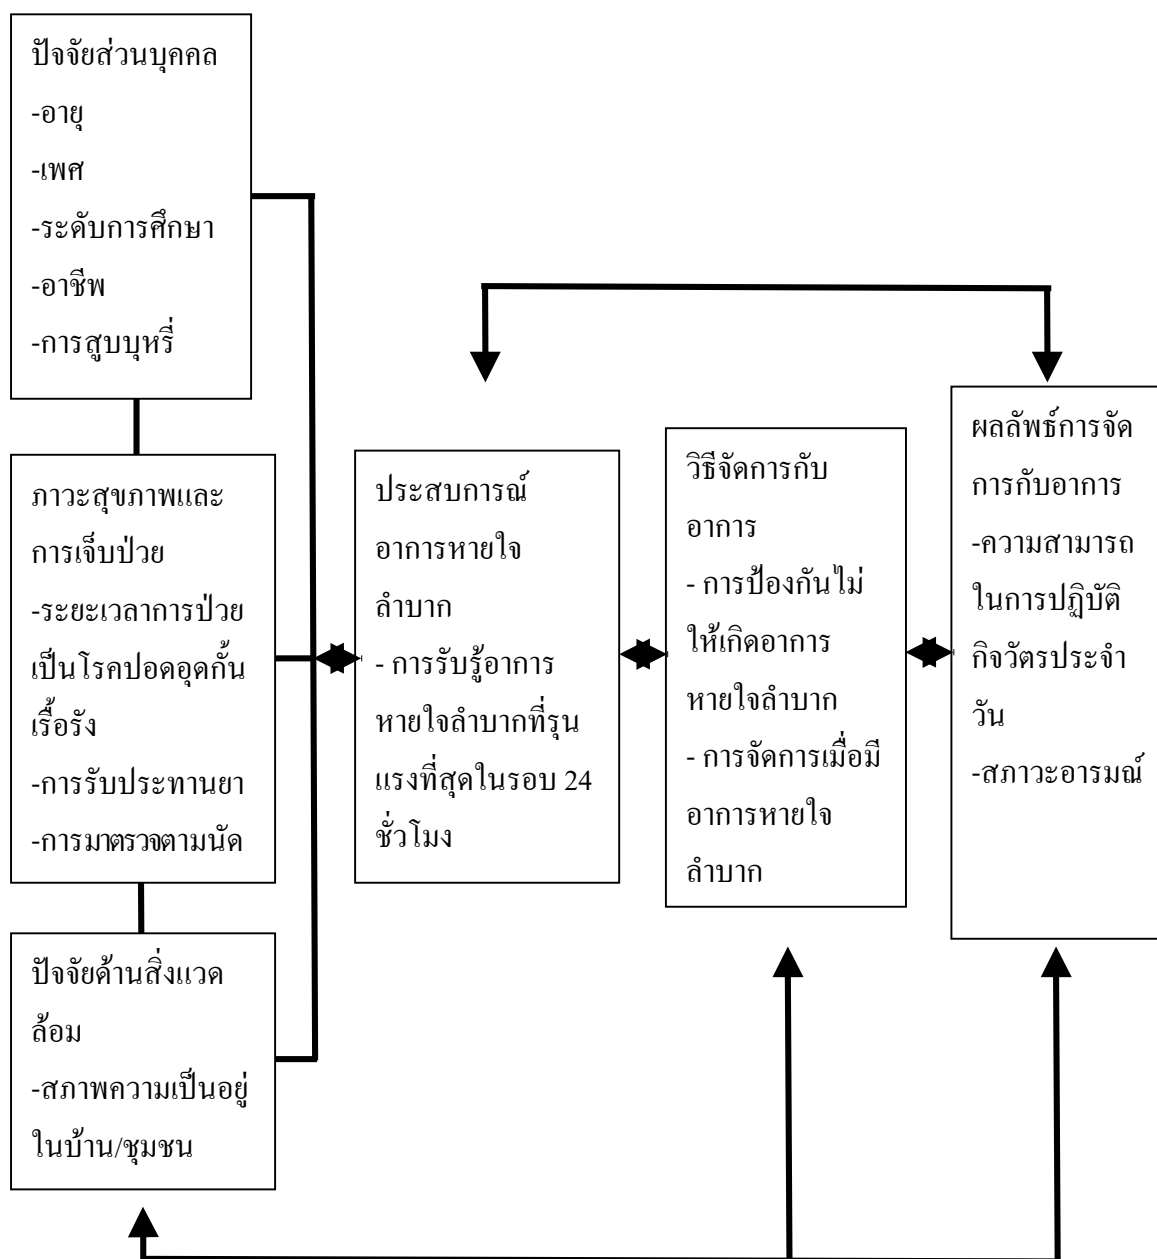 ปัจจัยส่วนบุคคล
-อายุ
-เพศ
-ระดับการศึกษา
-อาชีพ
-การสูบบุหรี่
ภาวะสุขภาพและ
การเจ็บป่วย
-ระยะเวลาการป่วย
เป็นโรคปอดอุดกั้น
เรื้อรัง
-การรับประทานยา
-การมาตรวจตามนัด
ปัจจัยด้านสิ่งแวด
ล้อม
-สภาพความเป็นอยู่
ในบ้าน/ชุมชน
ประสบการณ์
อาการหายใจ
ลำบาก
- การรับรู้อาการ
หายใจลำบากที่รุน
แรงที่สุดในรอบ 24
ชั่วโมง
วิธีจัดการกับ
อาการ
- การป้องกันไม่
ให้เกิดอาการ
หายใจลำบาก
- การจัดการเมื่อมี
อาการหายใจ
ลำบาก
ผลลัพธ์การจัด
การกับอาการ
-ความสามารถ
ในการปฏิบัติ
กิจวัตรประจำ
วัน
-สภาวะอารมณ์